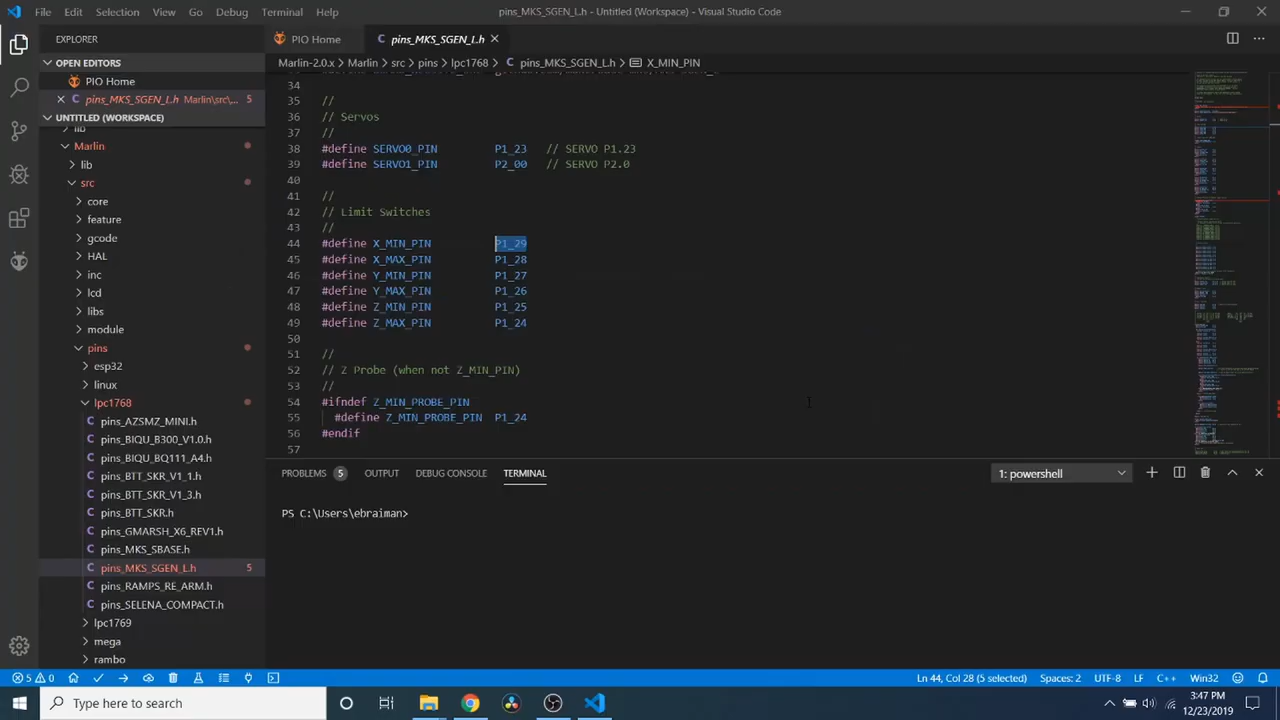 File Edit Selection View Go Debug Terminal Help
pins_MKS_SGEN_L.h - Untitled (Workspace) - Visual Studio Code
EXPLORER
OPEN EDITORS
PIO Home
pins_MKS_SGEN_L.h Marlin\src\,... 5
UNTITLED (WORKSPACE)
lib
Marlin
lib
src
core
feature
gcode
HAL
inc
lcd
libs
module
pins
esp32
linux
lpc1768
pins_AZSMZ_MINI.h
pins_BIQU_B300_V1.0.h
pins_BIQU_BQ111_A4.h
pins_BTT_SKR_V1_1.h
pins_BTT_SKR_V1_3.h
pins_BTT_SKR.h
pins_GMARSH_X6_REV1.h
pins_MKS_SBASE.h
pins_MKS_SGEN_L.h 5
pins_RAMPS_RE_ARM.h
pins_SELENA_COMPACT.h
lpc1769
mega
rambo
PIO Home
pins_MKS_SGEN_L.h
Marlin-2.0.x > Marlin > src > pins > lpc1768 > pins_MKS_SGEN_L.h > X_MIN_PIN
34
35 //
36 // Servos
37 //
38 #define SERVO0_PIN P1_23 // SERVO P1.23
39 #define SERVO1_PIN P2_00 // SERVO P2.0
40
41 //
42 // Limit Switches
43 //
44 #define X_MIN_PIN P1_29
45 #define X_MAX_PIN P1_28
46 #define Y_MIN_PIN P1_27
47 #define Y_MAX_PIN P1_26
48 #define Z_MIN_PIN P1_25
49 #define Z_MAX_PIN P1_24
50
51 //
52 // Z Probe (when not Z_MIN_PIN)
53 //
54 #ifndef Z_MIN_PROBE_PIN
55 #define Z_MIN_PROBE_PIN P1_24
56 #endif
57
PROBLEMS 5 OUTPUT DEBUG CONSOLE TERMINAL
1: powershell
PS C:\Users\ebraiman>
5 0
Ln 44, Col 28 (5 selected) Spaces: 2 UTF-8 LF C++ Win32
Type here to search
3:47 PM
12/23/2019